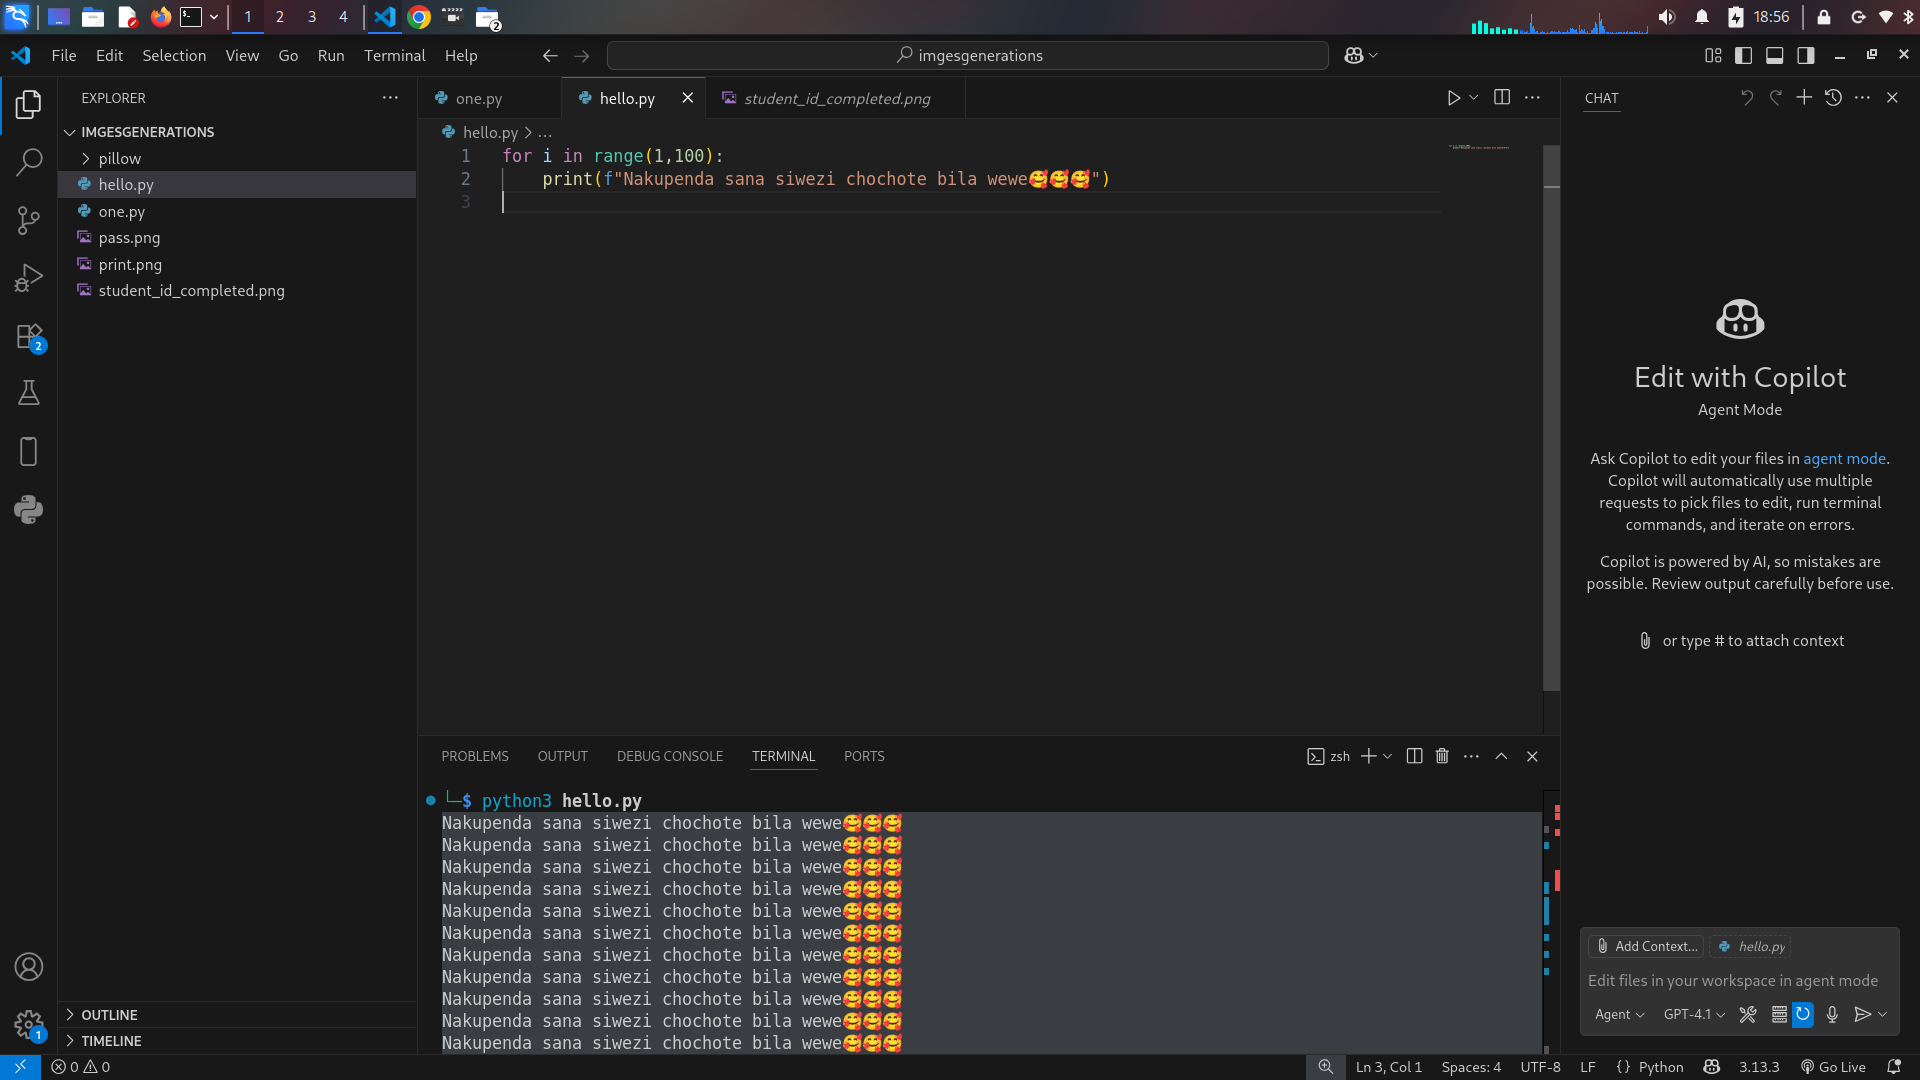 1 2 3 4
2
18:56
File Edit Selection View Go Run Terminal Help
imgesgenerations
EXPLORER
IMGESGENERATIONS
pillow
hello.py
one.py
pass.png
print.png
student_id_completed.png
OUTLINE
TIMELINE
2
1
one.py
hello.py
student_id_completed.png
hello.py > ...
1 for i in range(1,100):
2 print(f"Nakupenda sana siwezi chochote bila wewe🥰🥰🥰")
3
PROBLEMS OUTPUT DEBUG CONSOLE TERMINAL PORTS
zsh
└─$ python3 hello.py
Nakupenda sana siwezi chochote bila wewe🥰🥰🥰
Nakupenda sana siwezi chochote bila wewe🥰🥰🥰
Nakupenda sana siwezi chochote bila wewe🥰🥰🥰
Nakupenda sana siwezi chochote bila wewe🥰🥰🥰
Nakupenda sana siwezi chochote bila wewe🥰🥰🥰
Nakupenda sana siwezi chochote bila wewe🥰🥰🥰
Nakupenda sana siwezi chochote bila wewe🥰🥰🥰
Nakupenda sana siwezi chochote bila wewe🥰🥰🥰
Nakupenda sana siwezi chochote bila wewe🥰🥰🥰
Nakupenda sana siwezi chochote bila wewe🥰🥰🥰
Nakupenda sana siwezi chochote bila wewe🥰🥰🥰
CHAT
Edit with Copilot
Agent Mode
Ask Copilot to edit your files in agent mode.
Copilot will automatically use multiple
requests to pick files to edit, run terminal
commands, and iterate on errors.
Copilot is powered by AI, so mistakes are
possible. Review output carefully before use.
or type # to attach context
Add Context... hello.py
Edit files in your workspace in agent mode
Agent GPT-4.1
0 0
Ln 3, Col 1 Spaces: 4 UTF-8 LF {} Python 3.13.3 Go Live